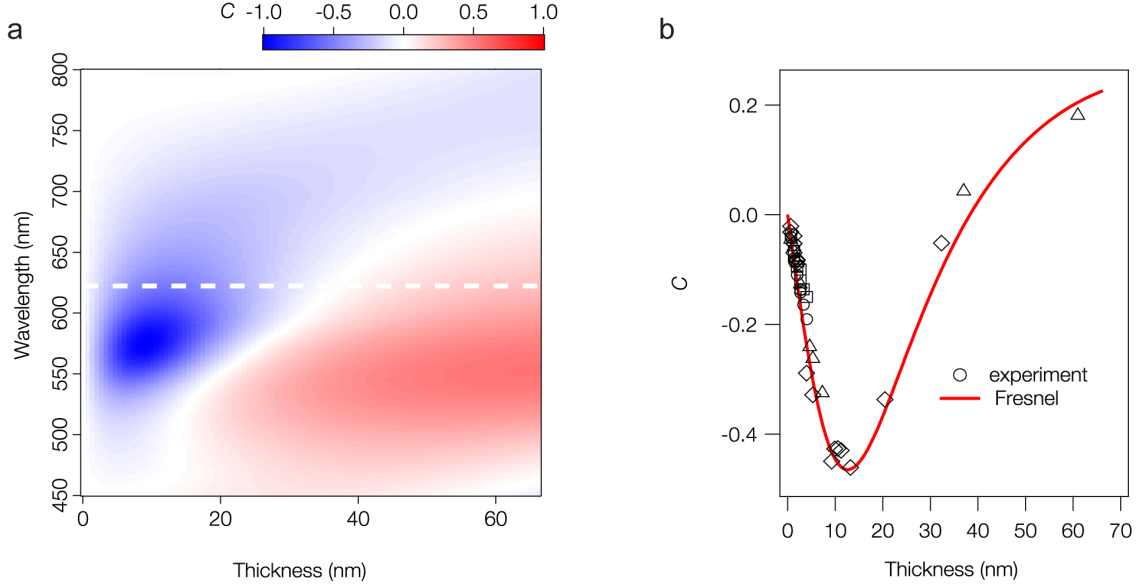 a
C -1.0 -0.5 0.0 0.5 1.0
Wavelength (nm)
800
750
700
650
600
550
500
450
0 20 40 60
Thickness (nm)
b
C
0.2
0.0
-0.2
-0.4
experiment
Fresnel
0 10 20 30 40 50 60 70
Thickness (nm)